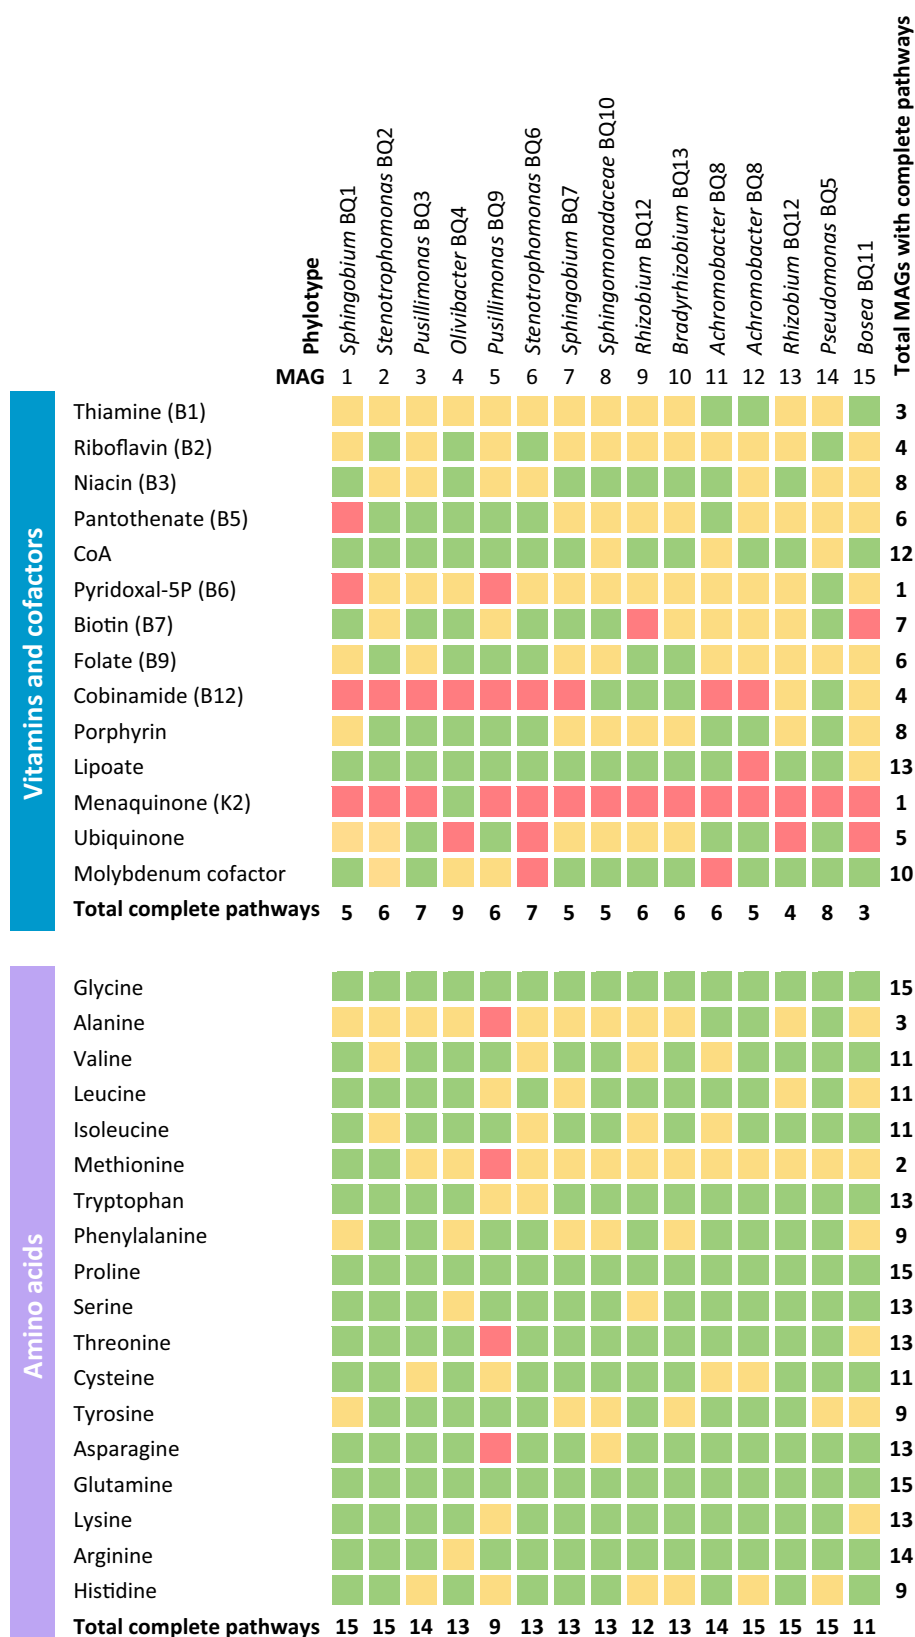 Total MAGs with complete pathways
Phylotype
Sphingobium BQ1
Stenotrophomonas BQ2
Pusillimonas BQ3
Olivibacter BQ4
Pusillimonas BQ9
Stenotrophomonas BQ6
Sphingobium BQ7
Sphingomonadaceae BQ10
Rhizobium BQ12
Bradyrhizobium BQ13
Achromobacter BQ8
Achromobacter BQ8
Rhizobium BQ12
Pseudomonas BQ5
Bosea BQ11
MAG 1 2 3 4 5 6 7 8 9 10 11 12 13 14 15
Vitamins and cofactors
Thiamine (B1) 3
Riboflavin (B2) 4
Niacin (B3) 8
Pantothenate (B5) 6
CoA 12
Pyridoxal-5P (B6) 1
Biotin (B7) 7
Folate (B9) 6
Cobinamide (B12) 4
Porphyrin 8
Lipoate 13
Menaquinone (K2) 1
Ubiquinone 5
Molybdenum cofactor 10
Total complete pathways 5 6 7 9 6 7 5 5 6 6 6 5 4 8 3
Amino acids
Glycine 15
Alanine 3
Valine 11
Leucine 11
Isoleucine 11
Methionine 2
Tryptophan 13
Phenylalanine 9
Proline 15
Serine 13
Threonine 13
Cysteine 11
Tyrosine 9
Asparagine 13
Glutamine 15
Lysine 13
Arginine 14
Histidine 9
Total complete pathways 15 15 14 13 9 13 13 13 12 13 14 15 15 15 11